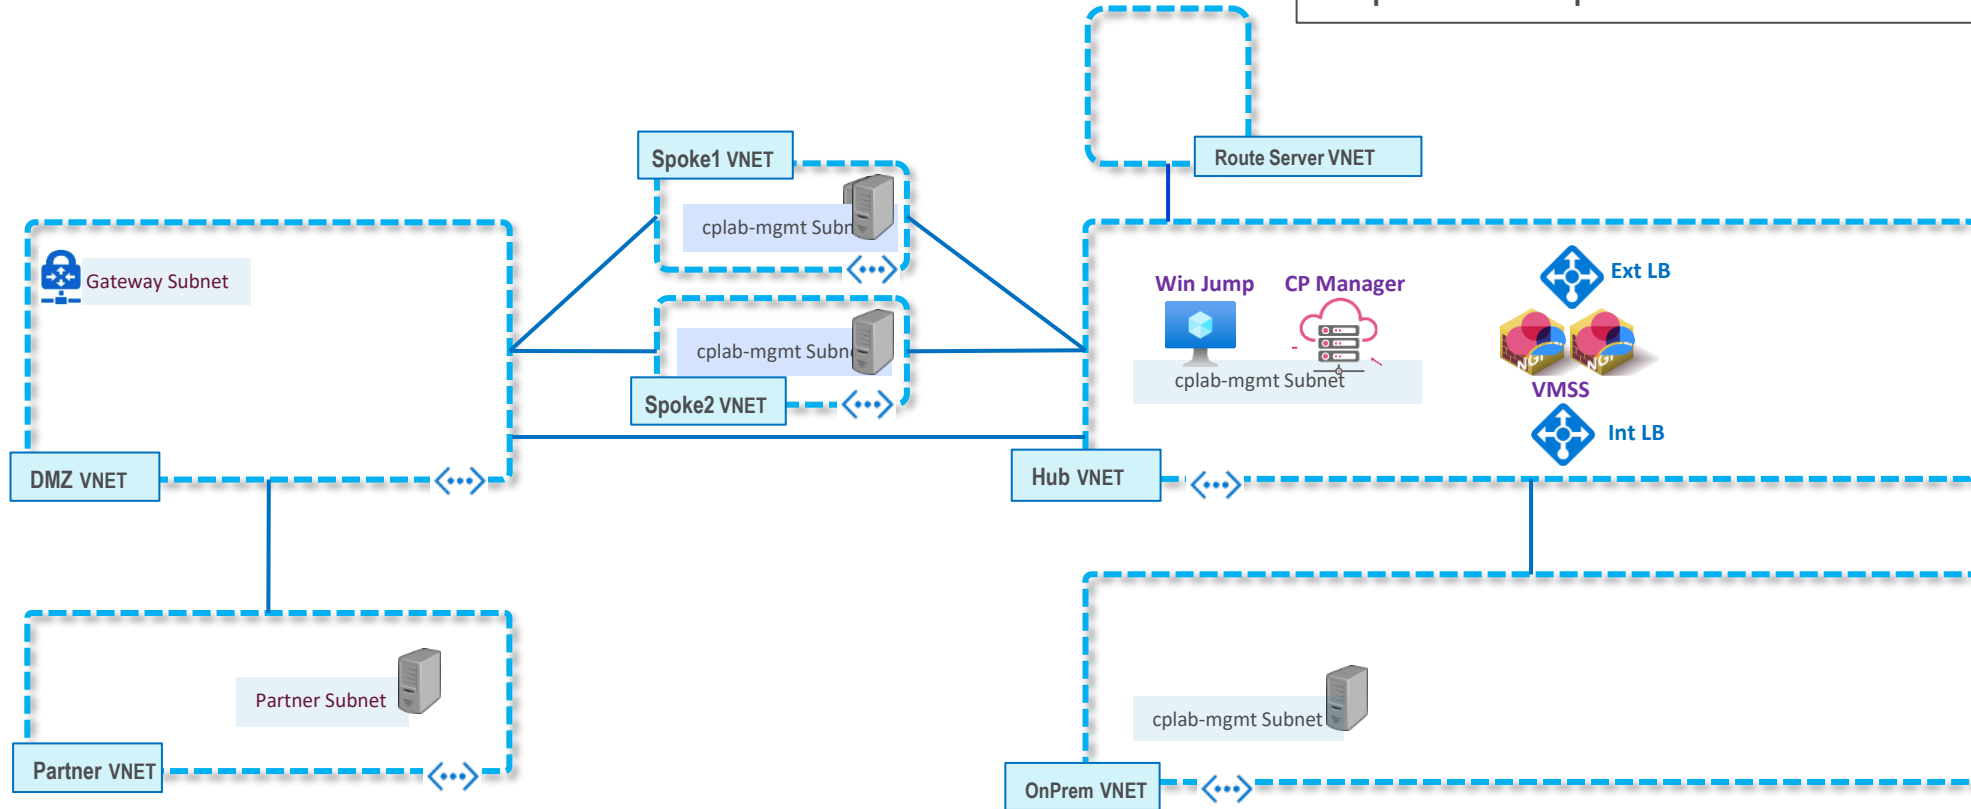 Route Server VNET
Spoke1 VNET
cplab-mgmt Subn
Gateway Subnet
Win Jump
CP Manager
Ext LB
cplab-mgmt Subn
cplab-mgmt Subnet
VMSS
Spoke2 VNET
Int LB
DMZ VNET
Hub VNET
Partner Subnet
cplab-mgmt Subnet
Partner VNET
OnPrem VNET